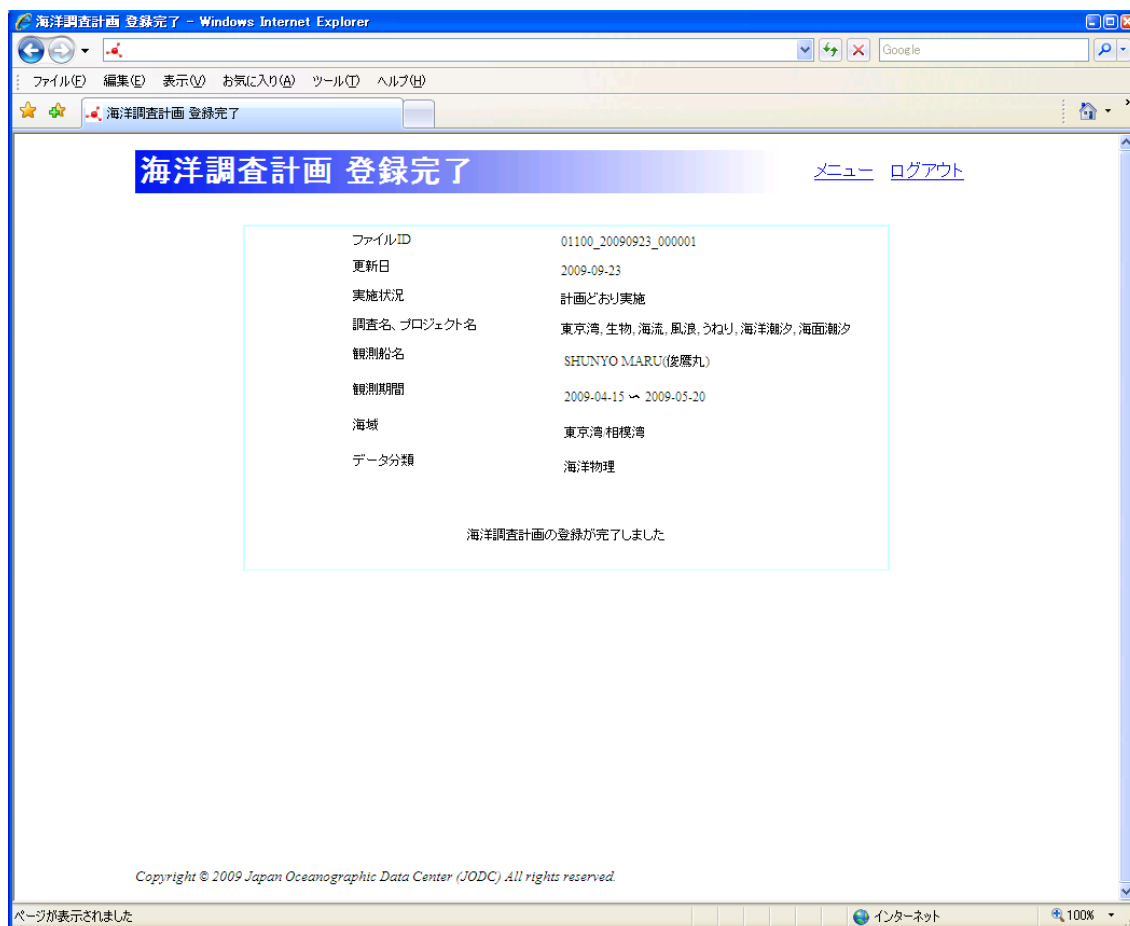 海洋調査計画 登録完了 - Windows Internet Explorer
Google
ファイル(F) 編集(E) 表示(V) お気に入り(A) ツール(T) ヘルプ(H)
海洋調査計画 登録完了
海洋調査計画 登録完了
メニュー ログアウト
ファイルID 01100_20090923_000001
更新日 2009-09-23
実施状況 計画どおり実施
調査名、プロジェクト名 東京湾,生物,海流,風浪,うねり,海洋潮汐,海面潮汐
観測船名 SHUNYO MARU(俊鷹丸)
観測期間 2009-04-15 ～ 2009-05-20
海域 東京湾/相模湾
データ分類 海洋物理
海洋調査計画の登録が完了しました
Copyright © 2009 Japan Oceanographic Data Center (JODC) All rights reserved.
ページが表示されました インターネット 100%